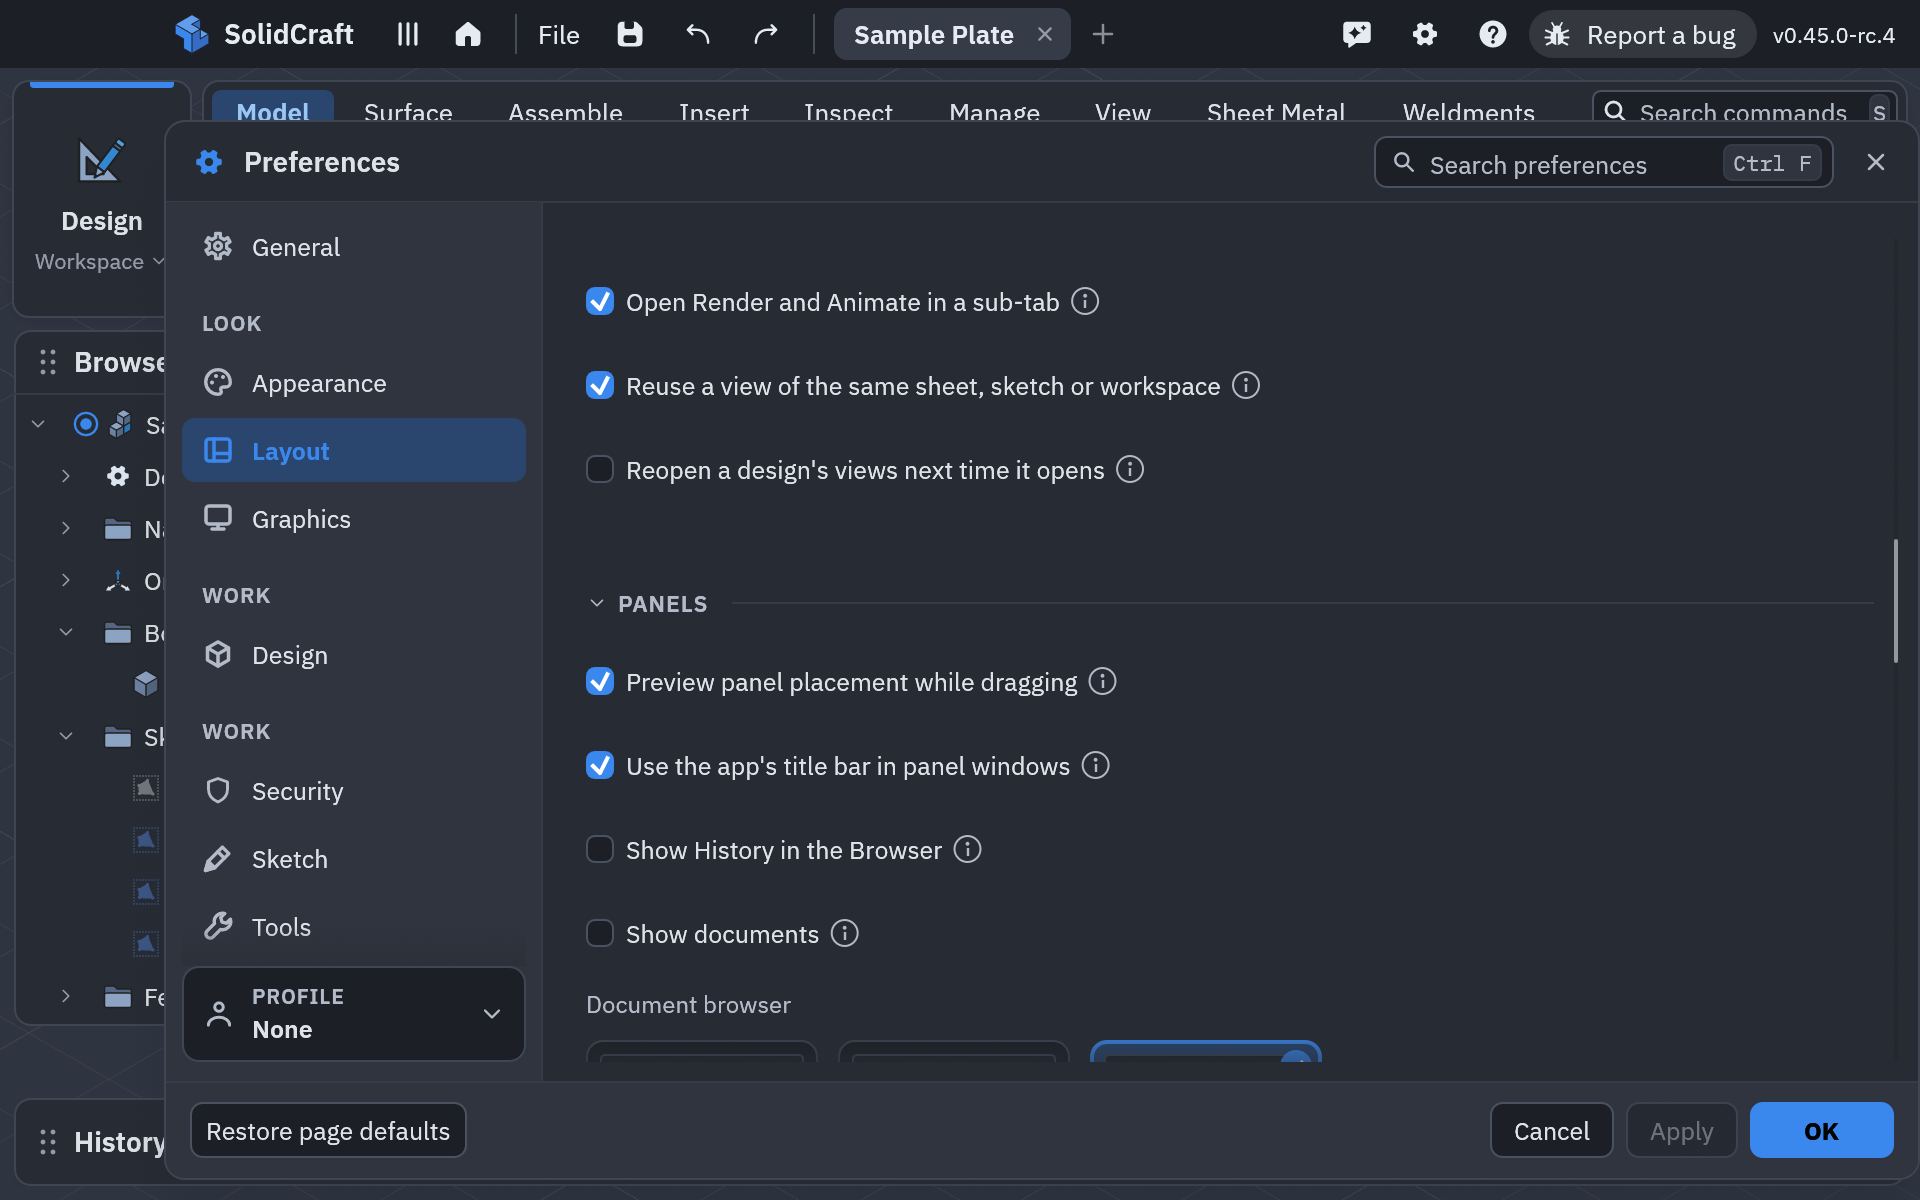 SolidCraft
File
Sample Plate
Report a bug
v0.45.0-rc.4
Model
Surface
Assemble
Insert
Inspect
Manage
View
Sheet Metal
Weldments
Search commands
S
Design
Workspace
Preferences
Search preferences
Ctrl F
General
LOOK
Appearance
Layout
Graphics
WORK
Design
WORK
Security
Sketch
Tools
PROFILE
None
Open Render and Animate in a sub-tab
Reuse a view of the same sheet, sketch or workspace
Reopen a design's views next time it opens
PANELS
Preview panel placement while dragging
Use the app's title bar in panel windows
Show History in the Browser
Show documents
Document browser
History
Restore page defaults
Cancel
Apply
OK